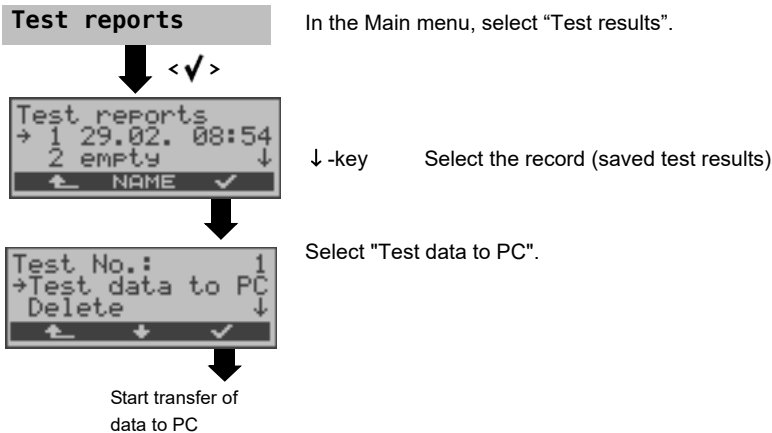 Test reports
In the Main menu, select “Test results”.
<√>
Test reports
→ 1 29.02. 08:54
2 empty ↓
NAME ✓
↓-key Select the record (saved test results)
Select "Test data to PC".
Test No.: 1
→Test data to PC
Delete ↓
Start transfer of
data to PC